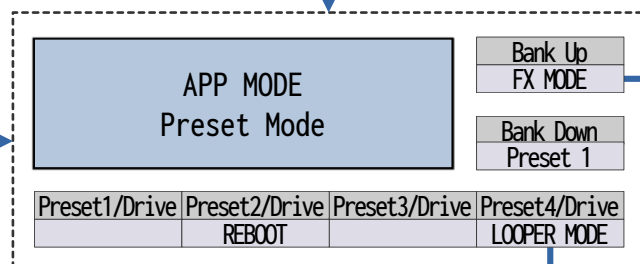 APP MODE
Preset Mode
Bank Up
FX MODE
Bank Down
Preset 1
Preset1/Drive Preset2/Drive Preset3/Drive Preset4/Drive
REBOOT LOOPER MODE